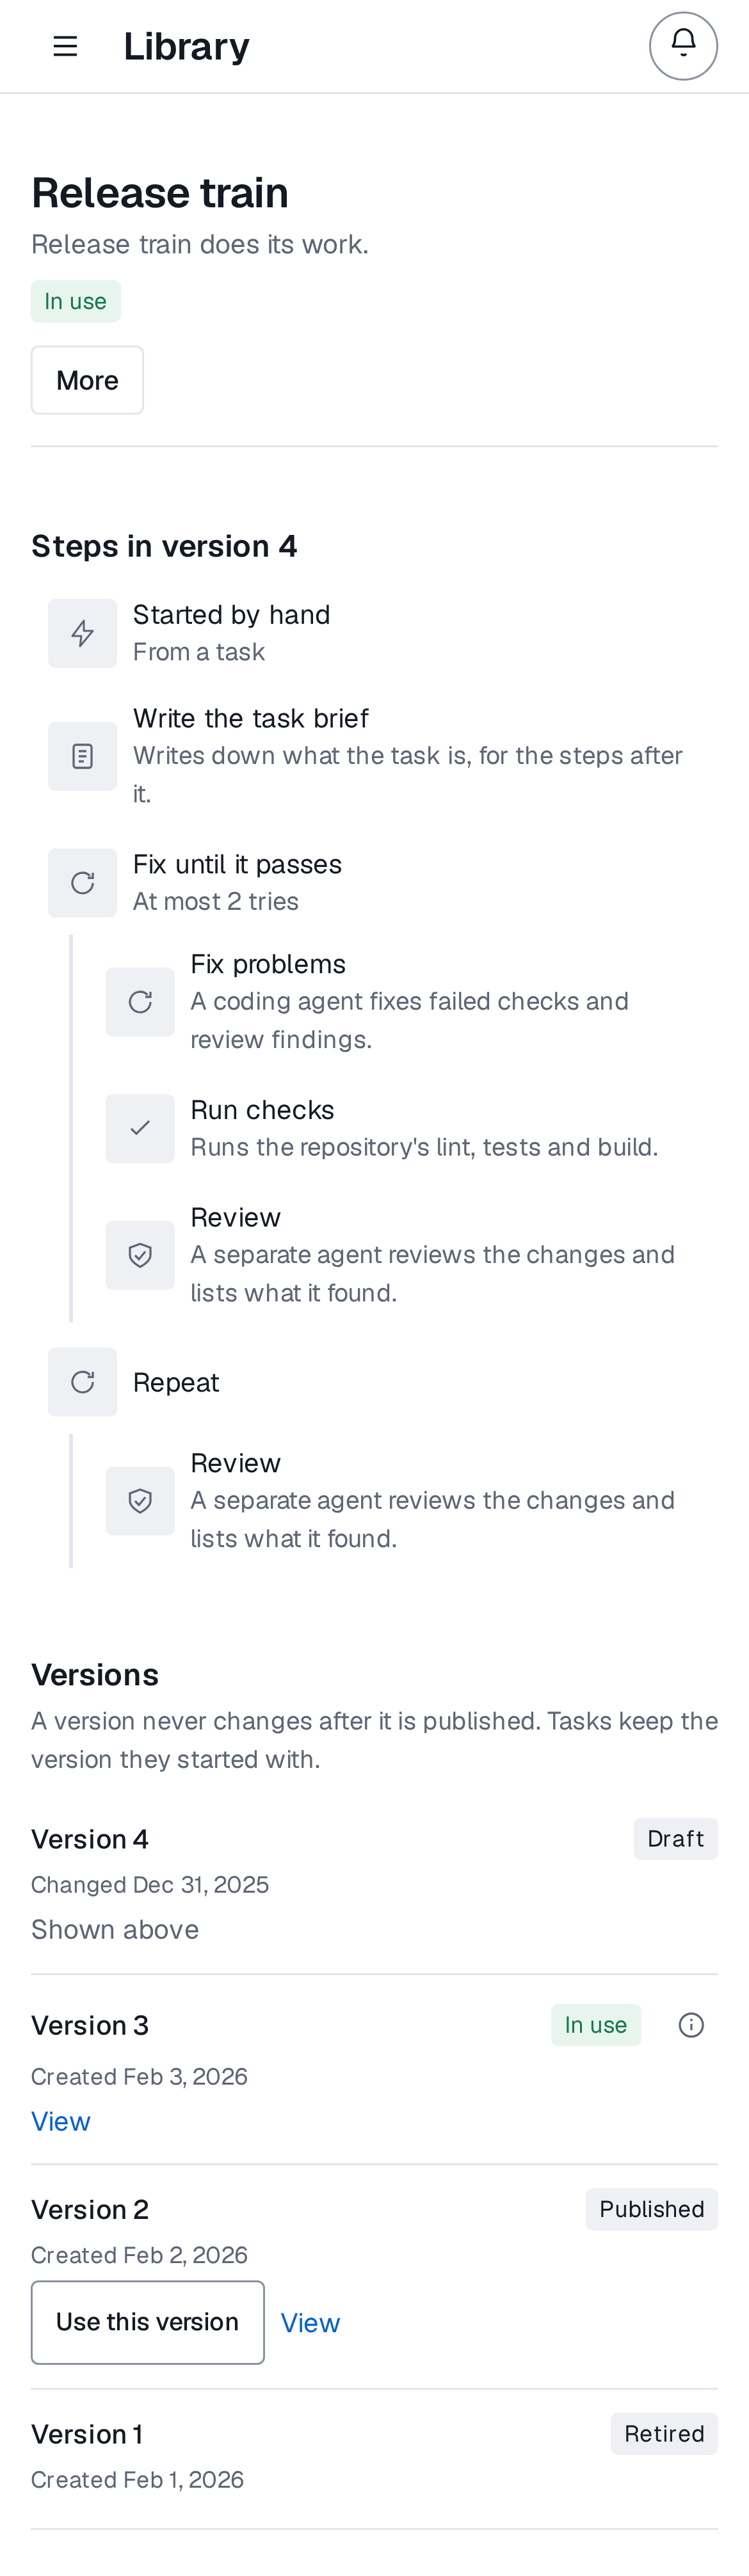 Library
Release train
Release train does its work.
In use
More
Steps in version 4
Started by hand
From a task
Write the task brief
Writes down what the task is, for the steps after
it.
Fix until it passes
At most 2 tries
Fix problems
A coding agent fixes failed checks and
review findings.
Run checks
Runs the repository's lint, tests and build.
Review
A separate agent reviews the changes and
lists what it found.
Repeat
Review
A separate agent reviews the changes and
lists what it found.
Versions
A version never changes after it is published. Tasks keep the
version they started with.
Version 4
Draft
Changed Dec 31, 2025
Shown above
Version 3
In use
Created Feb 3, 2026
View
Version 2
Published
Created Feb 2, 2026
Use this version
View
Version 1
Retired
Created Feb 1, 2026